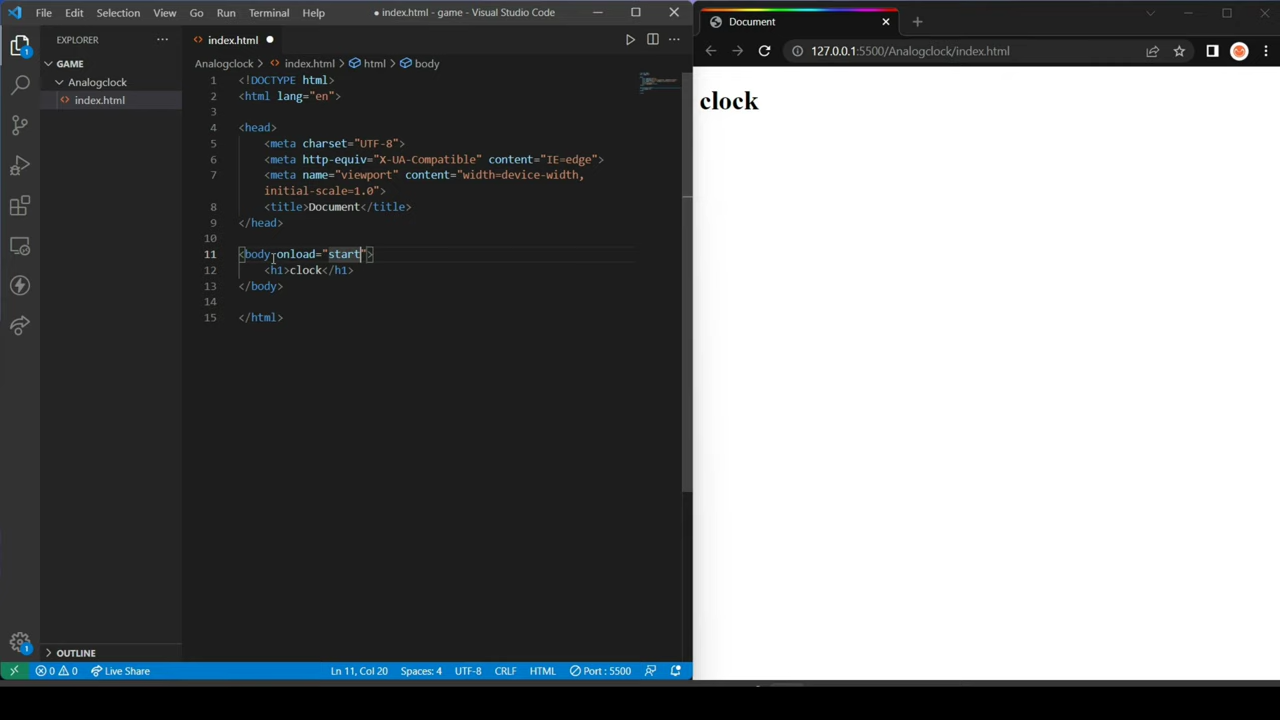 File Edit Selection View Go Run Terminal Help ● index.html - game - Visual Studio Code
Document
EXPLORER
index.html
127.0.0.1:5500/Analogclock/index.html
GAME
Analogclock > index.html > html > body
Analogclock
index.html
1 <!DOCTYPE html>
2 <html lang="en">
3
4 <head>
5 <meta charset="UTF-8">
6 <meta http-equiv="X-UA-Compatible" content="IE=edge">
7 <meta name="viewport" content="width=device-width,
initial-scale=1.0">
8 <title>Document</title>
9 </head>
10
11 <body onload="start">
12 <h1>clock</h1>
13 </body>
14
15 </html>
clock
OUTLINE
0 0 Live Share Ln 11, Col 20 Spaces: 4 UTF-8 CRLF HTML Port : 5500
1
1